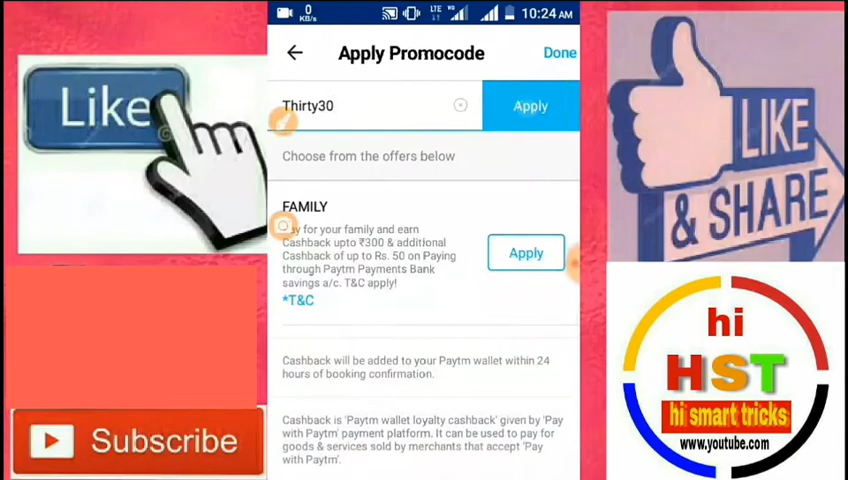 Like
Subscribe
0
KB/s
LTE
10:24 AM
Apply Promocode
Done
Thirty30
Apply
Choose from the offers below
FAMILY
ay for your family and earn
Cashback upto ₹300 & additional
Cashback of up to Rs. 50 on Paying
through Paytm Payments Bank
savings a/c. T&C apply!
*T&C
Apply
Cashback will be added to your Paytm wallet within 24
hours of booking confirmation.
Cashback is 'Paytm wallet loyalty cashback' given by 'Pay
with Paytm' payment platform. It can be used to pay for
goods & services sold by merchants that accept 'Pay
with Paytm'.
LIKE
& SHARE
hi
HST
hi smart tricks
www.youtube.com